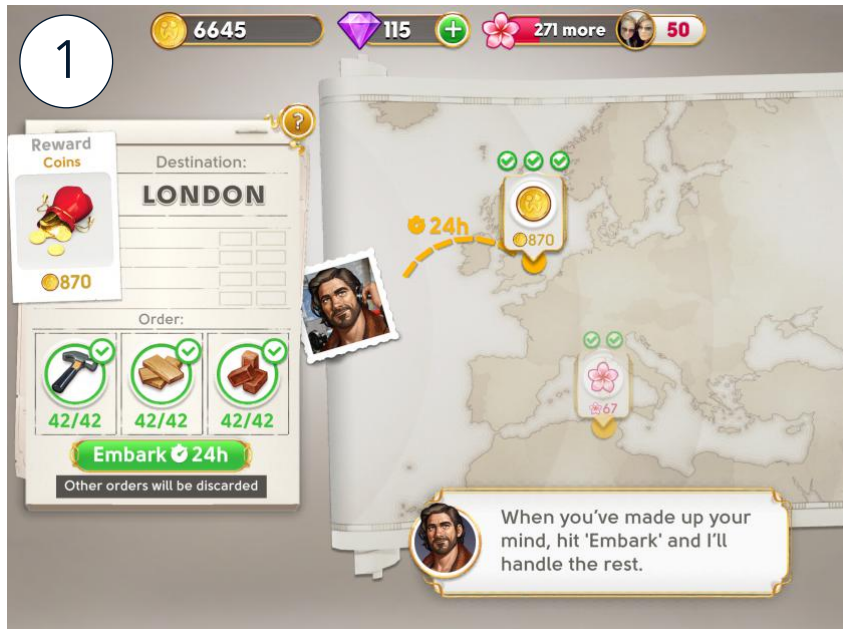 1
6645
115
271 more
50
Reward
Coins
870
Destination:
LONDON
Order:
42/42 42/42 42/42
Embark 24h
Other orders will be discarded
24h
870
67
When you've made up your
mind, hit 'Embark' and I'll
handle the rest.
?